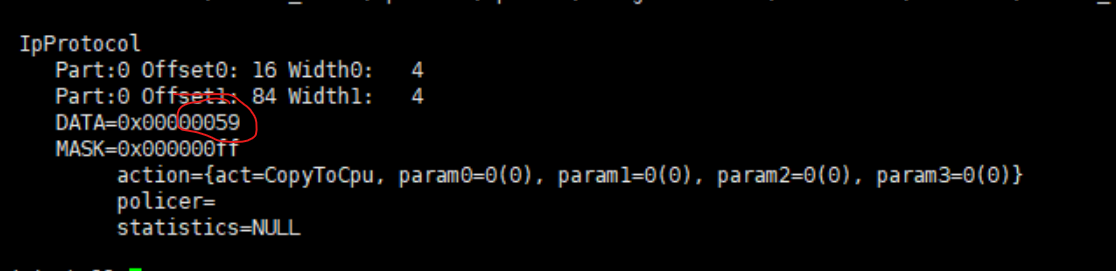 IpProtocol
Part:0 Offset0: 16 Width0: 4
Part:0 Offset1: 84 Width1: 4
DATA=0x00000059
MASK=0x000000ff
action={act=CopyToCpu, param0=0(0), param1=0(0), param2=0(0), param3=0(0)}
policer=
statistics=NULL